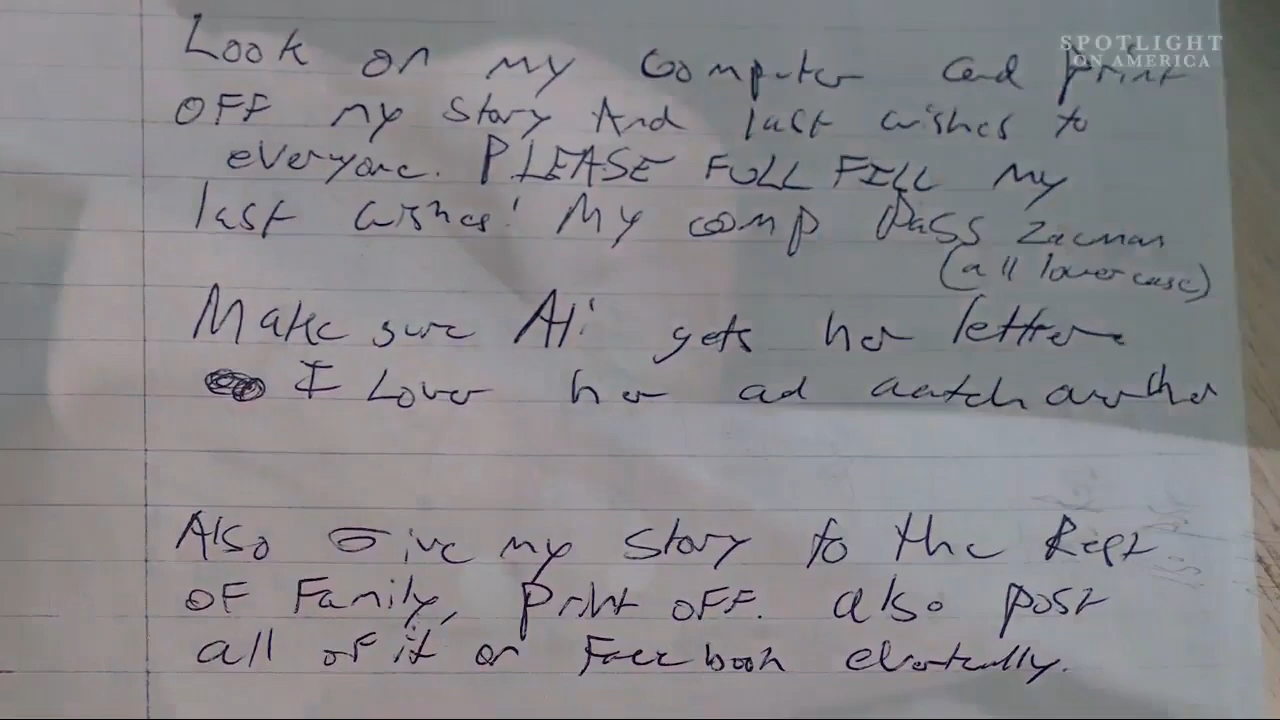 SPOTLIGHT
ON AMERICA
Look on my computer and print
OFF my story And last wishes to
everyone. PLEASE FULL FILL my
last wishes! My comp Pass zacman
(all lowercase)
Make sure Ali gets her letter
I Love her
Also Give my story to the Rest
OF Family, Print OFF. also post
all of it on Facebook eventually.